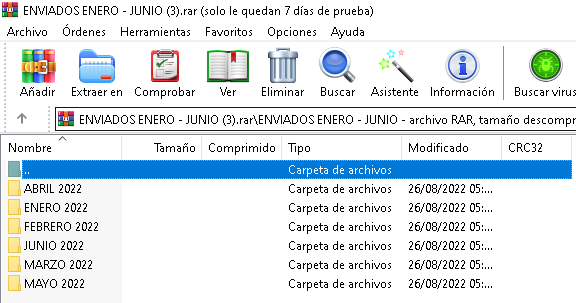 ENVIADOS ENERO - JUNIO (3).rar (solo le quedan 7 días de prueba)
Archivo Órdenes Herramientas Favoritos Opciones Ayuda
Añadir Extraer en Comprobar Ver Eliminar Buscar Asistente Información Buscar virus
ENVIADOS ENERO - JUNIO (3).rar\ENVIADOS ENERO - JUNIO - archivo RAR, tamaño descompr
Nombre Tamaño Comprimido Tipo Modificado CRC32
.. Carpeta de archivos
ABRIL 2022 Carpeta de archivos 26/08/2022 05:...
ENERO 2022 Carpeta de archivos 26/08/2022 05:...
FEBRERO 2022 Carpeta de archivos 26/08/2022 05:...
JUNIO 2022 Carpeta de archivos 26/08/2022 05:...
MARZO 2022 Carpeta de archivos 26/08/2022 05:...
MAYO 2022 Carpeta de archivos 26/08/2022 05:...